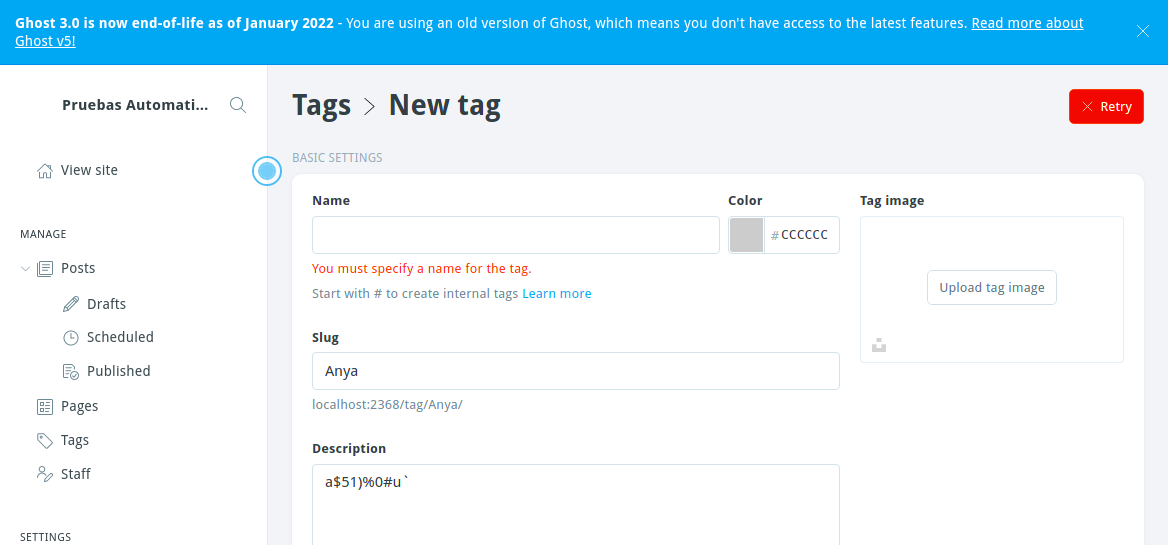 Ghost 3.0 is now end-of-life as of January 2022 - You are using an old version of Ghost, which means you don't have access to the latest features. Read more about
Ghost v5!
Pruebas Automati...
View site
MANAGE
Posts
Drafts
Scheduled
Published
Pages
Tags
Staff
SETTINGS
Tags > New tag
Retry
BASIC SETTINGS
Name
You must specify a name for the tag.
Start with # to create internal tags Learn more
Color
# CCCCCC
Tag image
Upload tag image
Slug
Anya
localhost:2368/tag/Anya/
Description
a$51)%0#u`